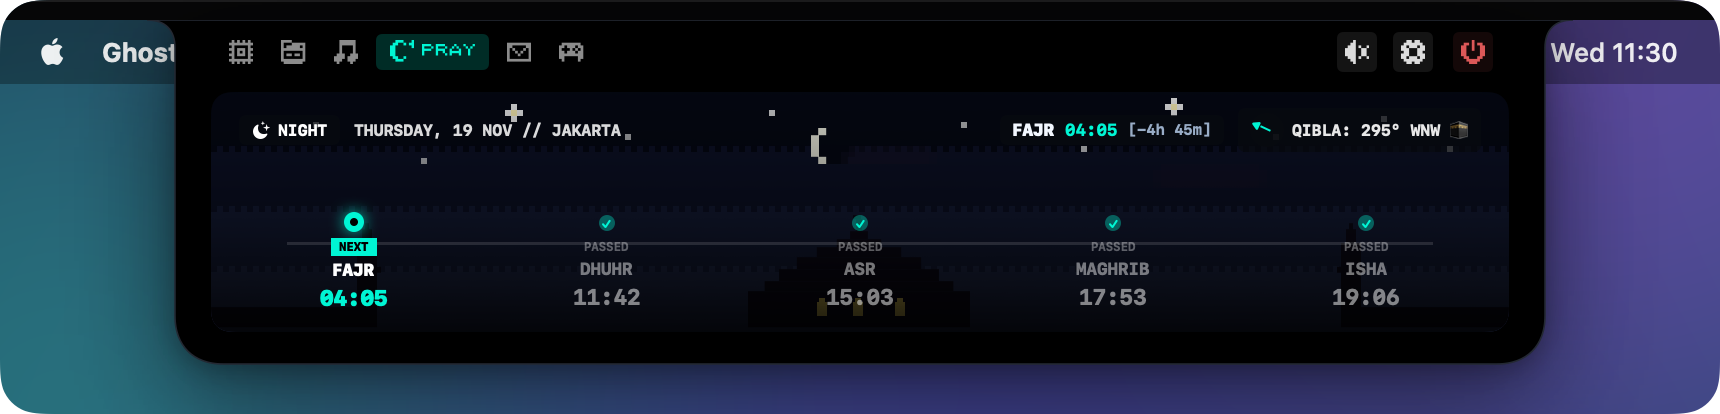 Ghost
PRAY
Wed 11:30
NIGHT THURSDAY, 19 NOV // JAKARTA
FAJR 04:05 [−4h 45m]
QIBLA: 295° WNW
NEXT
FAJR
04:05
PASSED
DHUHR
11:42
PASSED
ASR
15:03
PASSED
MAGHRIB
17:53
PASSED
ISHA
19:06